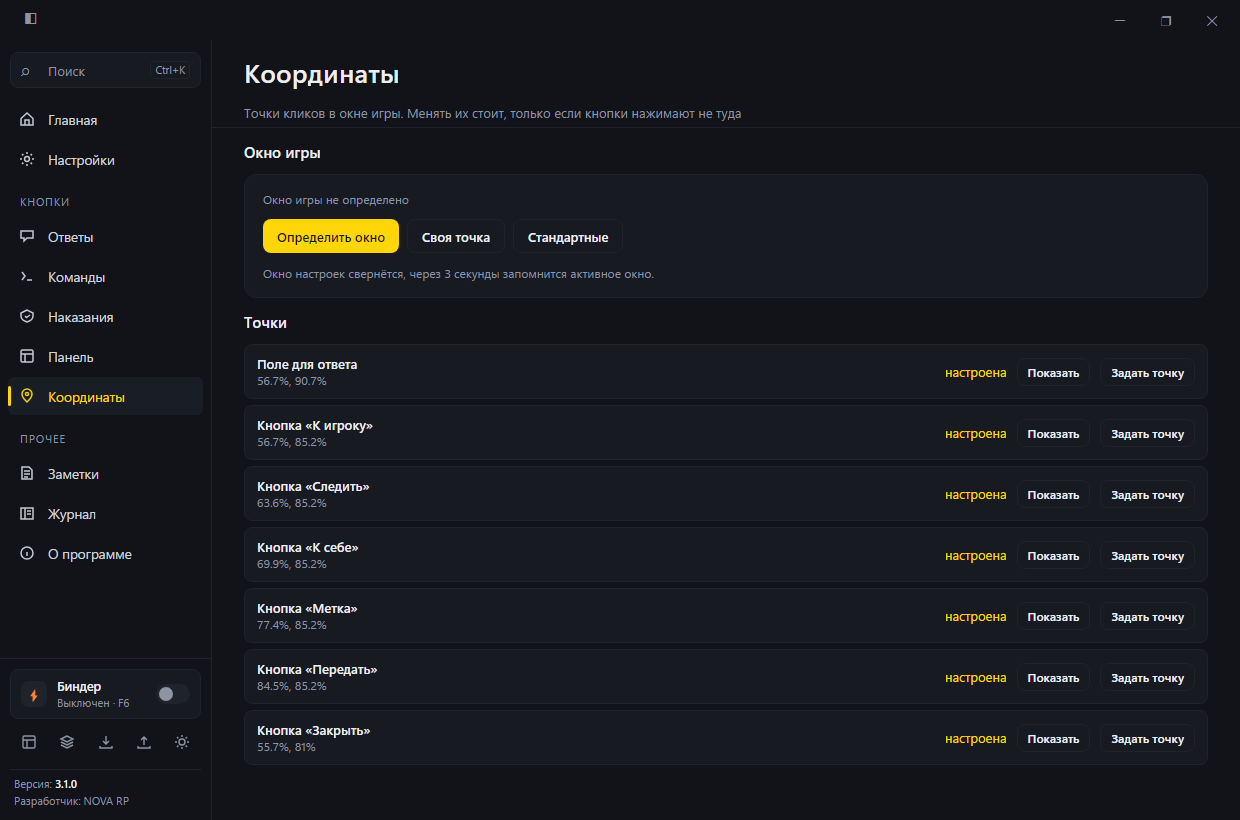 Поиск Ctrl+K
Главная
Настройки
КНОПКИ
Ответы
Команды
Наказания
Панель
Координаты
ПРОЧЕЕ
Заметки
Журнал
О программе
Биндер
Выключен · F6
Версия: 3.1.0
Разработчик: NOVA RP
Координаты
Точки кликов в окне игры. Менять их стоит, только если кнопки нажимают не туда
Окно игры
Окно игры не определено
Определить окно Своя точка Стандартные
Окно настроек свернётся, через 3 секунды запомнится активное окно.
Точки
Поле для ответа
56.7%, 90.7%
настроена Показать Задать точку
Кнопка «К игроку»
56.7%, 85.2%
настроена Показать Задать точку
Кнопка «Следить»
63.6%, 85.2%
настроена Показать Задать точку
Кнопка «К себе»
69.9%, 85.2%
настроена Показать Задать точку
Кнопка «Метка»
77.4%, 85.2%
настроена Показать Задать точку
Кнопка «Передать»
84.5%, 85.2%
настроена Показать Задать точку
Кнопка «Закрыть»
55.7%, 81%
настроена Показать Задать точку